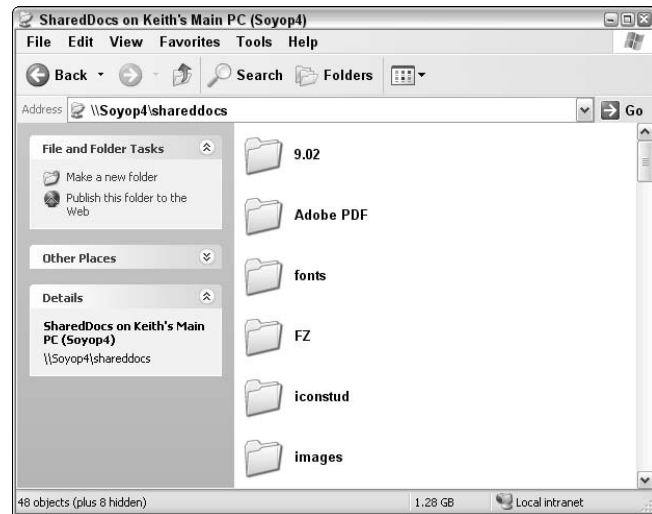 SharedDocs on Keith's Main PC (Soyop4)
File Edit View Favorites Tools Help
Back Search Folders
Address \\Soyop4\shareddocs Go
File and Folder Tasks
Make a new folder
Publish this folder to the
Web
Other Places
Details
SharedDocs on Keith's Main
PC (Soyop4)
\\Soyop4\shareddocs
9.02
Adobe PDF
fonts
FZ
iconstud
images
48 objects (plus 8 hidden) 1.28 GB Local intranet